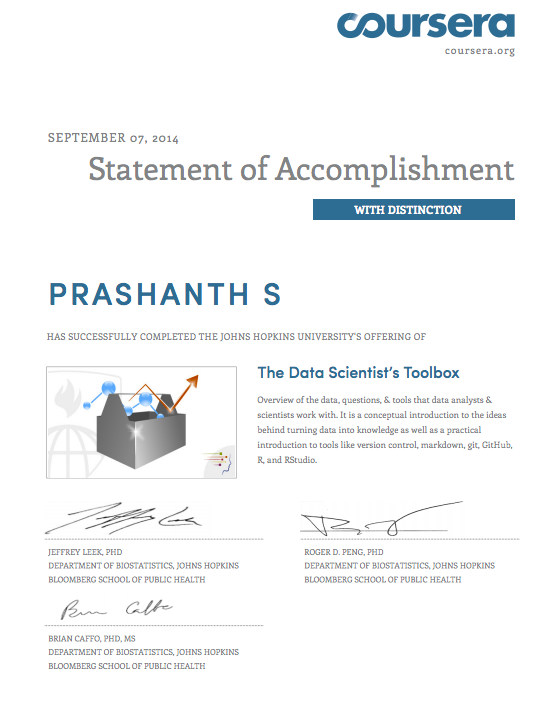 coursera
coursera.org
SEPTEMBER 07, 2014
Statement of Accomplishment
WITH DISTINCTION
PRASHANTH S
HAS SUCCESSFULLY COMPLETED THE JOHNS HOPKINS UNIVERSITY'S OFFERING OF
The Data Scientist's Toolbox
Overview of the data, questions, & tools that data analysts &
scientists work with. It is a conceptual introduction to the ideas
behind turning data into knowledge as well as a practical
introduction to tools like version control, markdown, git, GitHub,
R, and RStudio.
JEFFREY LEEK, PHD
DEPARTMENT OF BIOSTATISTICS, JOHNS HOPKINS
BLOOMBERG SCHOOL OF PUBLIC HEALTH
ROGER D. PENG, PHD
DEPARTMENT OF BIOSTATISTICS, JOHNS HOPKINS
BLOOMBERG SCHOOL OF PUBLIC HEALTH
Brian Caffo
BRIAN CAFFO, PHD, MS
DEPARTMENT OF BIOSTATISTICS, JOHNS HOPKINS
BLOOMBERG SCHOOL OF PUBLIC HEALTH